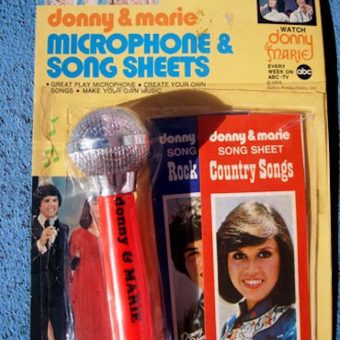 donny & marie
MICROPHONE &
SONG SHEETS
• GREAT PLAY MICROPHONE • CREATE YOUR OWN
SONGS • MAKE YOUR OWN MUSIC
WATCH
donny
MARIE
EVERY
WEEK ON
ABC-TV
abc
donny & MARIE
donny
SONG
Rock
donny & marie
SONG SHEET
Country Songs
Donny